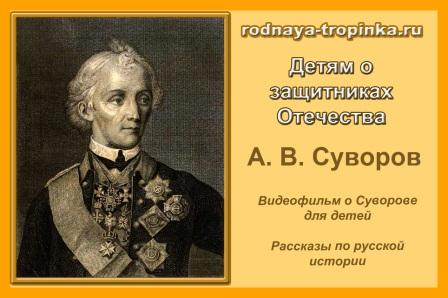 rodnaya-tropinka.ru
Детям о
защитниках
Отечества
А. В. Суворов
Видеофильм о Суворове
для детей
Рассказы по русской
истории